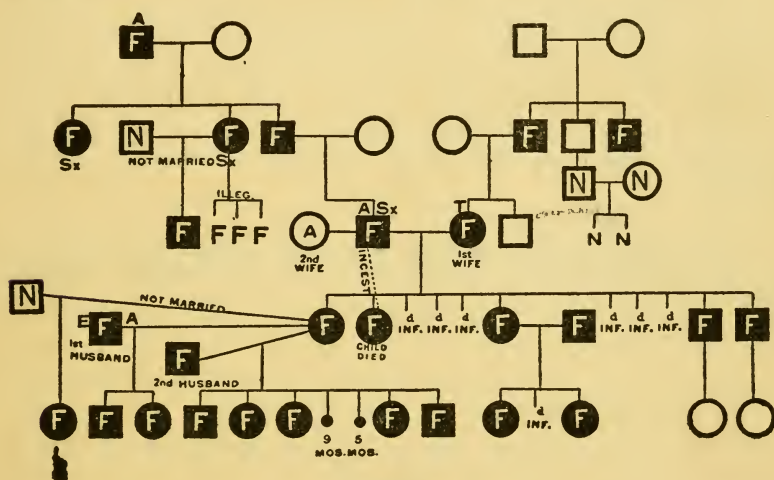 A
F
F N F F F F
Sx NOT MARRIED Sx
N N
ILLEG.
A Sx T
F F F F A F F N N
2nd WIFE INCEST 1st WIFE
N NOT MARRIED
d d d d d d
E F A F F INF. INF. INF. F F INF. INF. INF. F F
1st HUSBAND CHILD DIED
F
2nd HUSBAND
F F F F F F F F F d F
INF.
9 5
MOS. MOS.